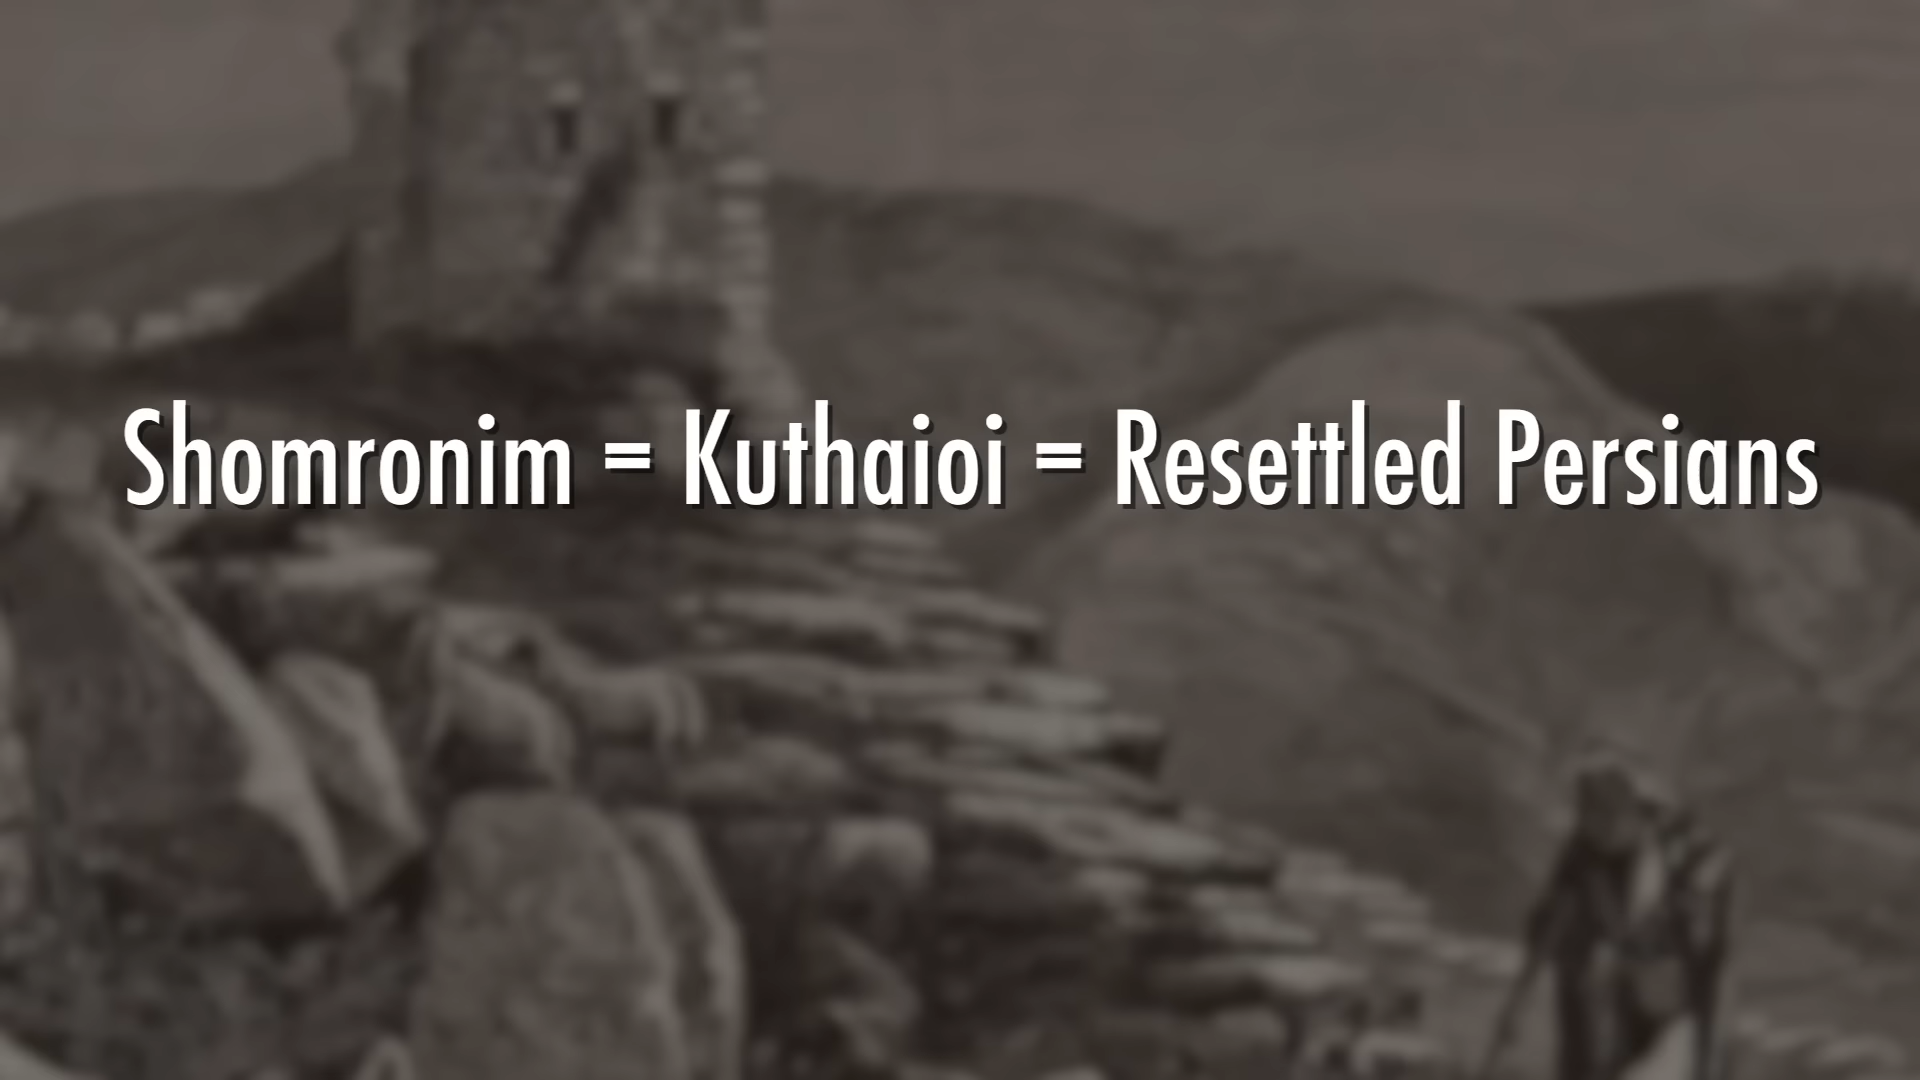 Shomronim = Kuthaioi = Resettled Persians